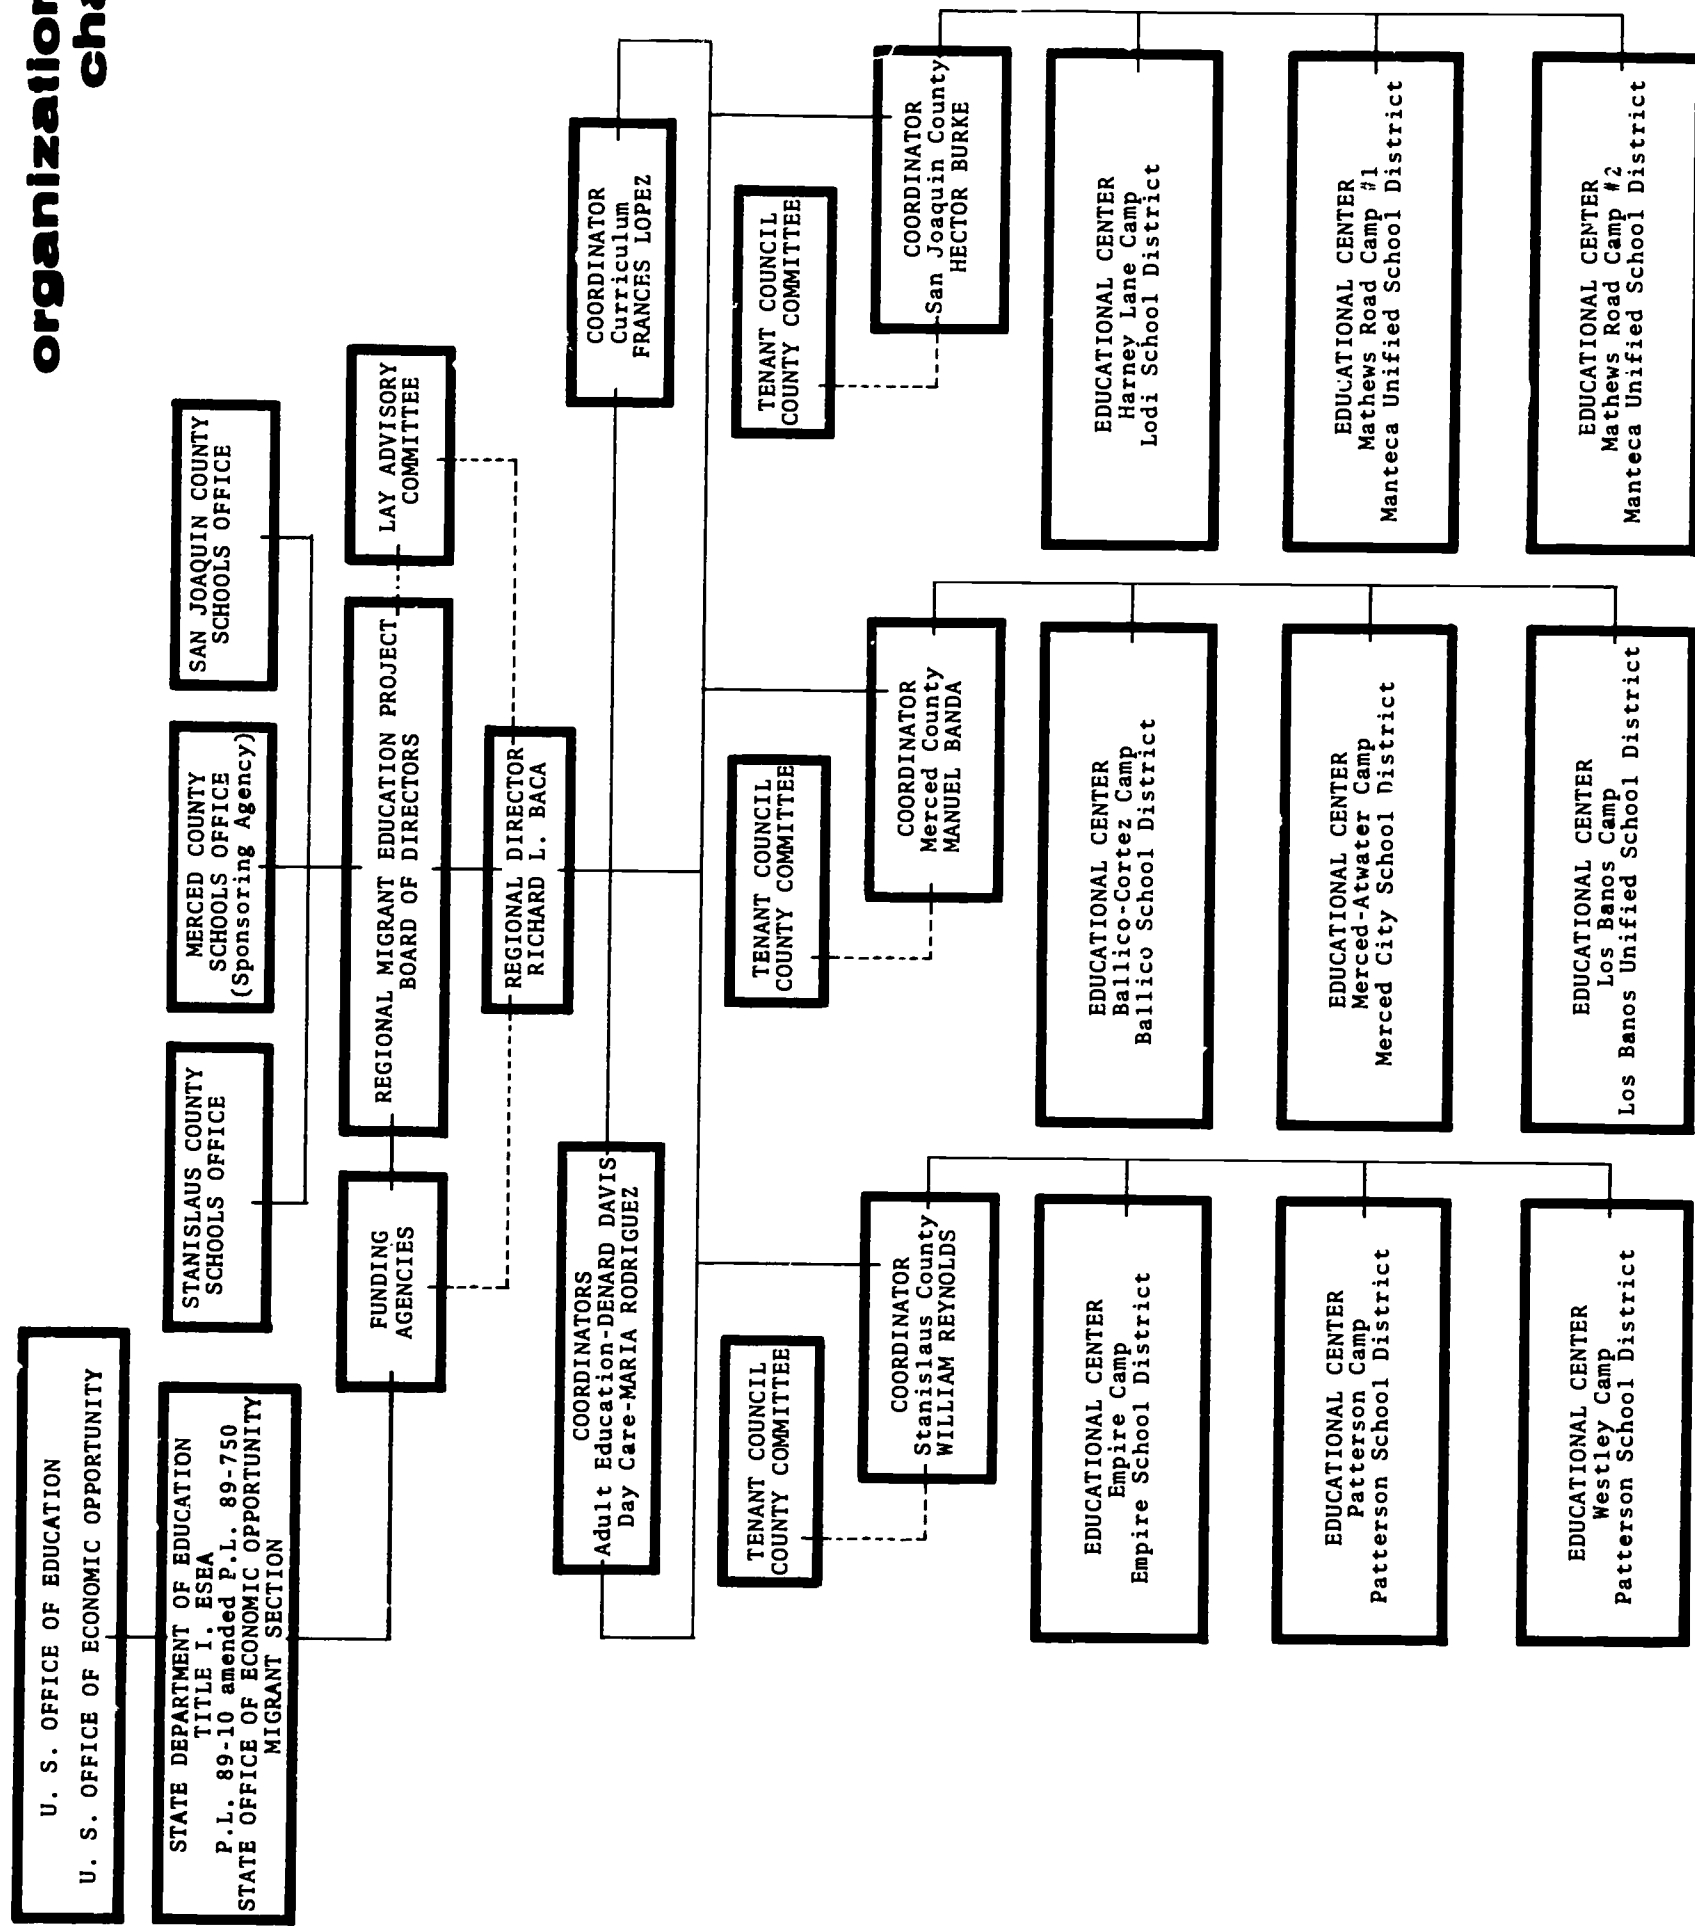 organization
cha
U. S. OFFICE OF EDUCATION
U. S. OFFICE OF ECONOMIC OPPORTUNITY
STATE DEPARTMENT OF EDUCATION
TITLE I. ESEA
P.L. 89-10 amended P.L. 89-750
STATE OFFICE OF ECONOMIC OPPORTUNITY
MIGRANT SECTION
STANISLAUS COUNTY
SCHOOLS OFFICE
MERCED COUNTY
SCHOOLS OFFICE
(Sponsoring Agency)
SAN JOAQUIN COUNTY
SCHOOLS OFFICE
FUNDING
AGENCIES
REGIONAL MIGRANT EDUCATION PROJECT
BOARD OF DIRECTORS
LAY ADVISORY
COMMITTEE
REGIONAL DIRECTOR
RICHARD L. BACA
COORDINATORS
Adult Education-DENARD DAVIS
Day Care-MARIA RODRIGUEZ
COORDINATOR
Curriculum
FRANCES LOPEZ
TENANT COUNCIL
COUNTY COMMITTEE
COORDINATOR
Stanislaus County
WILLIAM REYNOLDS
TENANT COUNCIL
COUNTY COMMITTEE
COORDINATOR
Merced County
MANUEL BANDA
TENANT COUNCIL
COUNTY COMMITTEE
COORDINATOR
San Joaquin County
HECTOR BURKE
EDUCATIONAL CENTER
Empire Camp
Empire School District
EDUCATIONAL CENTER
Ballico-Cortez Camp
Ballico School District
EDUCATIONAL CENTER
Harney Lane Camp
Lodi School District
EDUCATIONAL CENTER
Patterson Camp
Patterson School District
EDUCATIONAL CENTER
Merced-Atwater Camp
Merced City School District
EDUCATIONAL CENTER
Mathews Road Camp #1
Manteca Unified School District
EDUCATIONAL CENTER
Westley Camp
Patterson School District
EDUCATIONAL CENTER
Los Banos Camp
Los Banos Unified School District
EDUCATIONAL CENTER
Mathews Road Camp #2
Manteca Unified School District